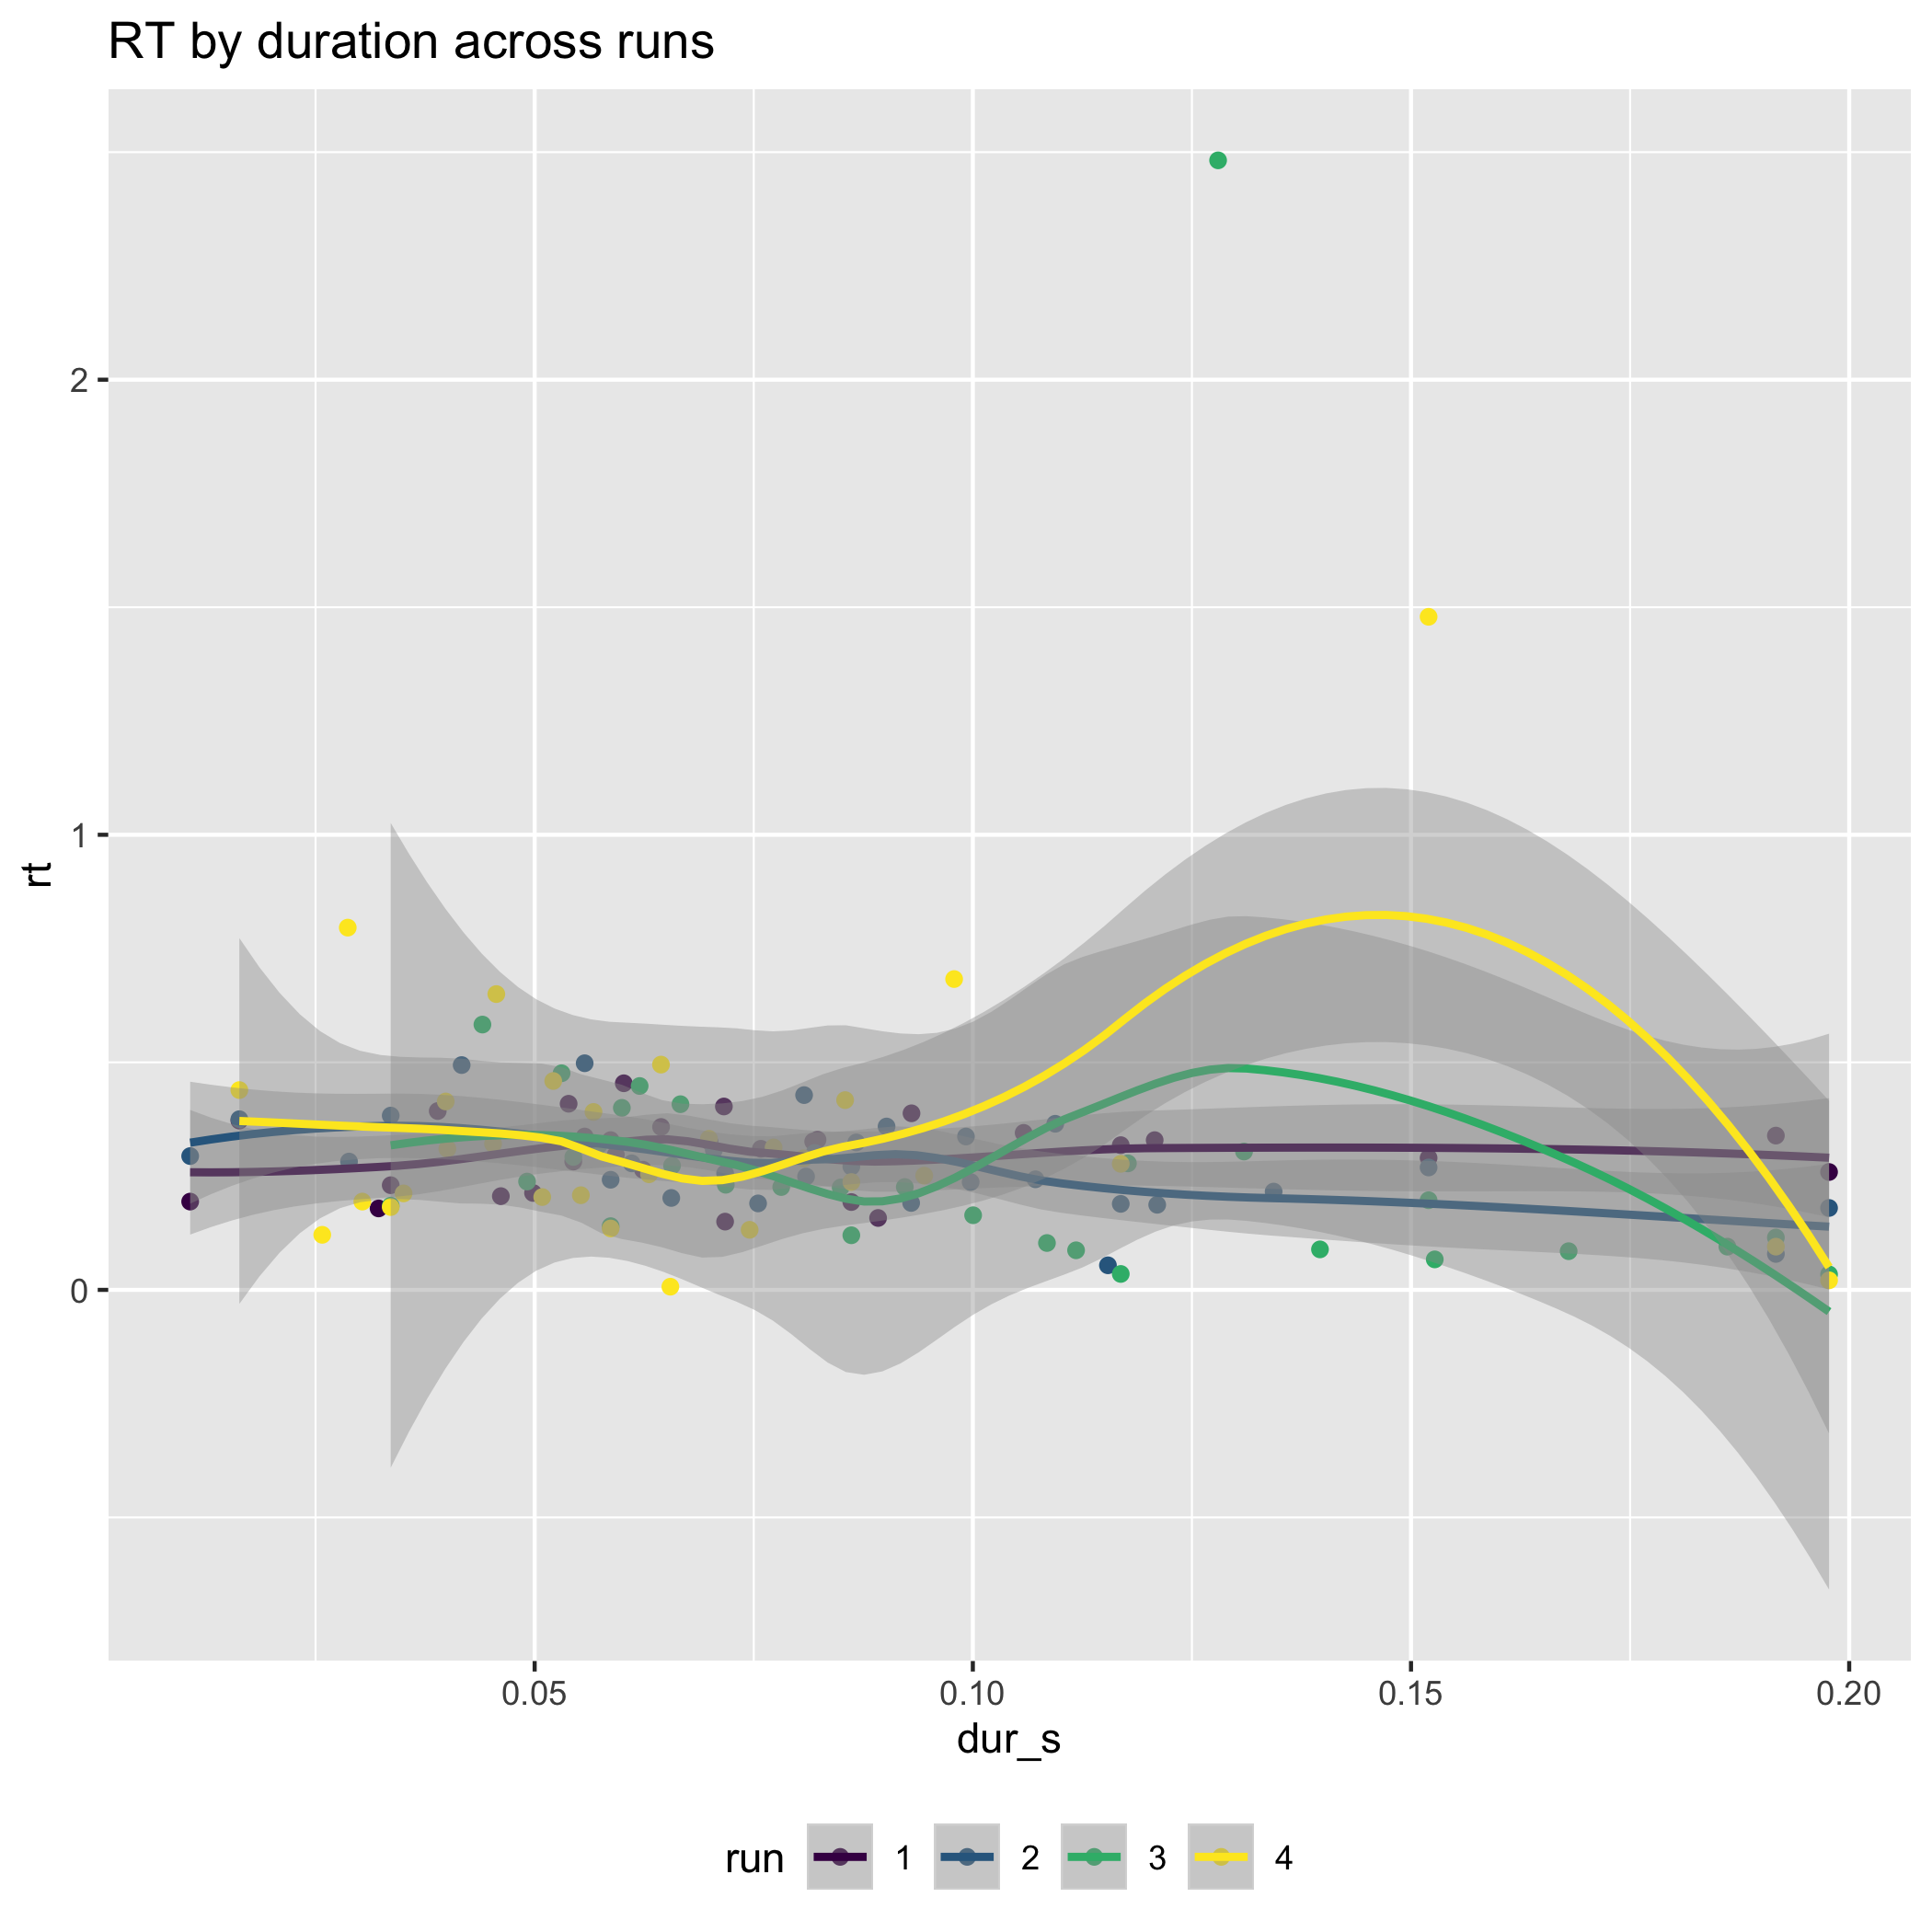 RT by duration across runs
2
1
0
rt
0.05 0.10 0.15 0.20
dur_s
run 1 2 3 4